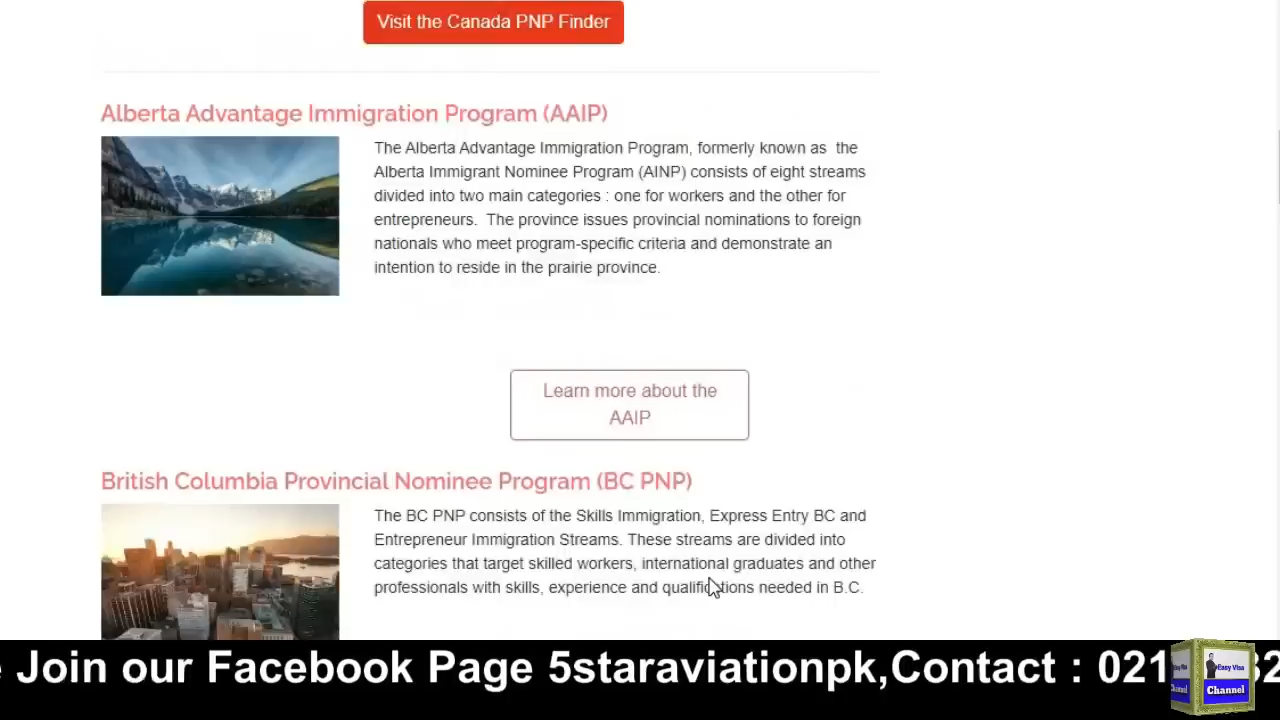 Visit the Canada PNP Finder
Alberta Advantage Immigration Program (AAIP)
The Alberta Advantage Immigration Program, formerly known as the
Alberta Immigrant Nominee Program (AINP) consists of eight streams
divided into two main categories : one for workers and the other for
entrepreneurs. The province issues provincial nominations to foreign
nationals who meet program-specific criteria and demonstrate an
intention to reside in the prairie province.
Learn more about the
AAIP
British Columbia Provincial Nominee Program (BC PNP)
The BC PNP consists of the Skills Immigration, Express Entry BC and
Entrepreneur Immigration Streams. These streams are divided into
categories that target skilled workers, international graduates and other
professionals with skills, experience and qualifications needed in B.C.
Join our Facebook Page 5staraviationpk,Contact : 021
Easy Visa
Channel
Channel